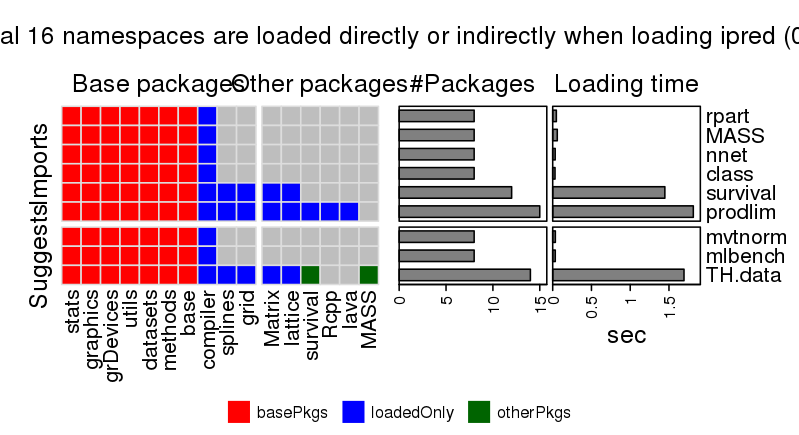 al 16 namespaces are loaded directly or indirectly when loading ipred (
Base packages
Other packages
#Packages
Loading time
Imports
Suggests
rpart
MASS
nnet
class
survival
prodlim
mvtnorm
mlbench
TH.data
stats
graphics
grDevices
utils
datasets
methods
base
compiler
splines
grid
Matrix
lattice
survival
Rcpp
lava
MASS
0
5
10
15
0
0.5
1
1.5
sec
basePkgs
loadedOnly
otherPkgs